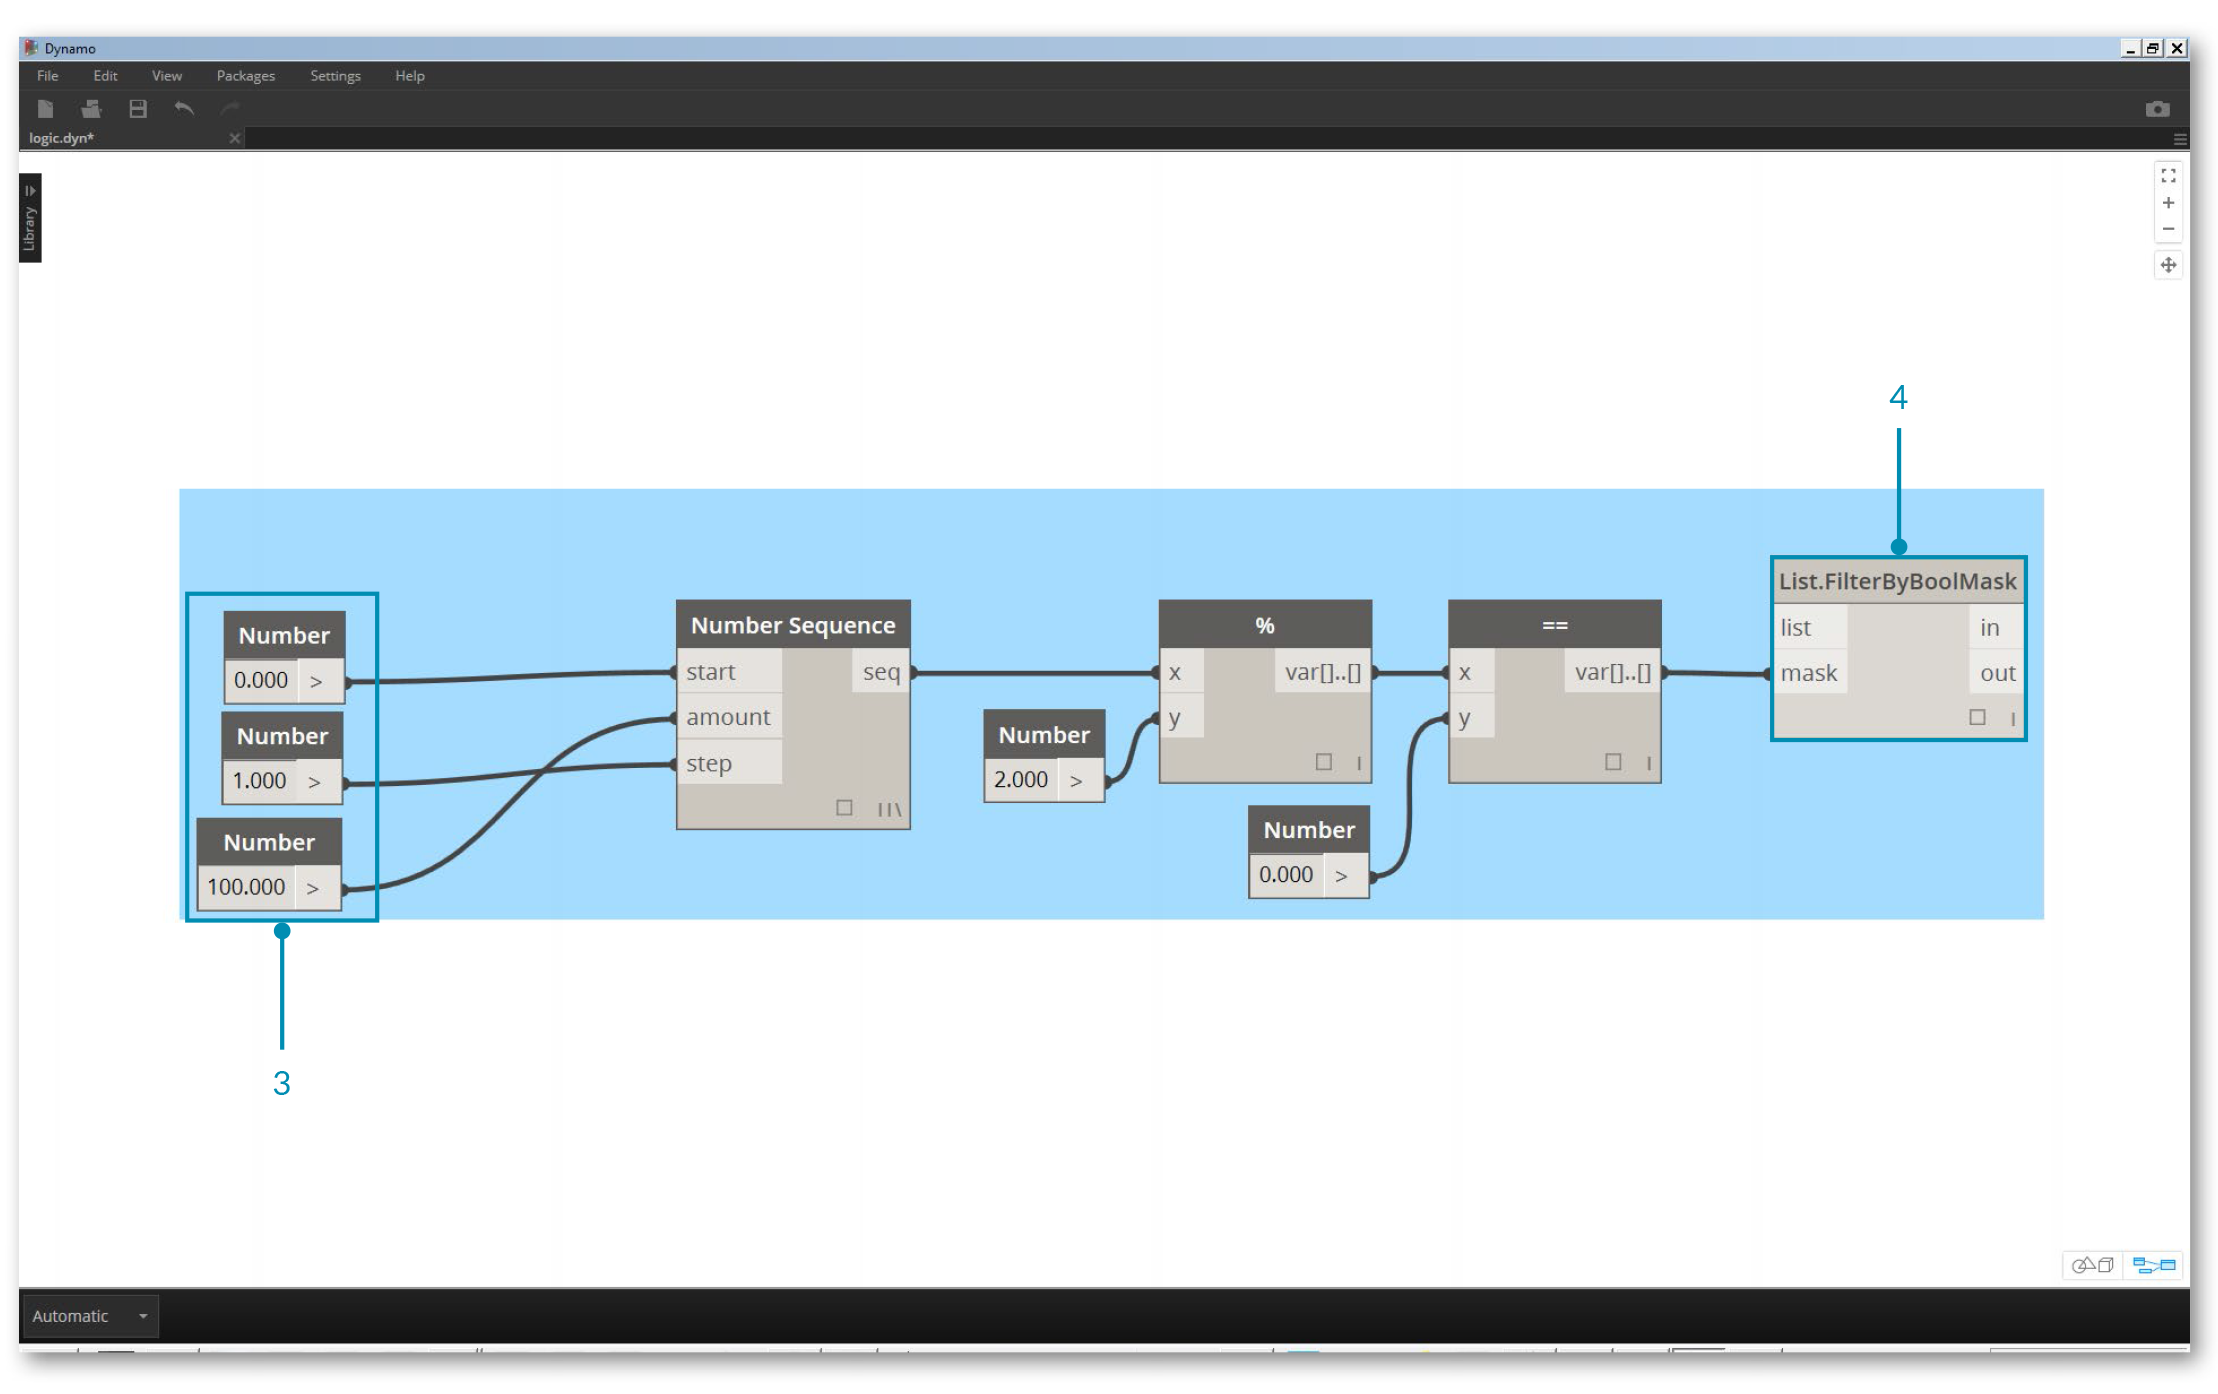 Dynamo
File Edit View Packages Settings Help
logic.dyn*
Library
4
List.FilterByBoolMask
list in
mask out
Number
0.000 >
Number
1.000 >
Number
100.000 >
Number Sequence
start seq
amount
step
Number
2.000 >
%
x var[]..[]
y
Number
0.000 >
==
x var[]..[]
y
3
Automatic